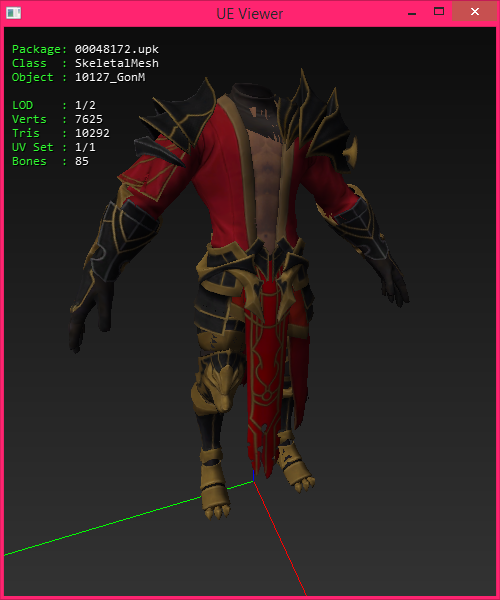 UE Viewer
Package: 00048172.upk
Class  : SkeletalMesh
Object : 10127_GonM
LOD    : 1/2
Verts  : 7625
Tris   : 10292
UV Set : 1/1
Bones  : 85